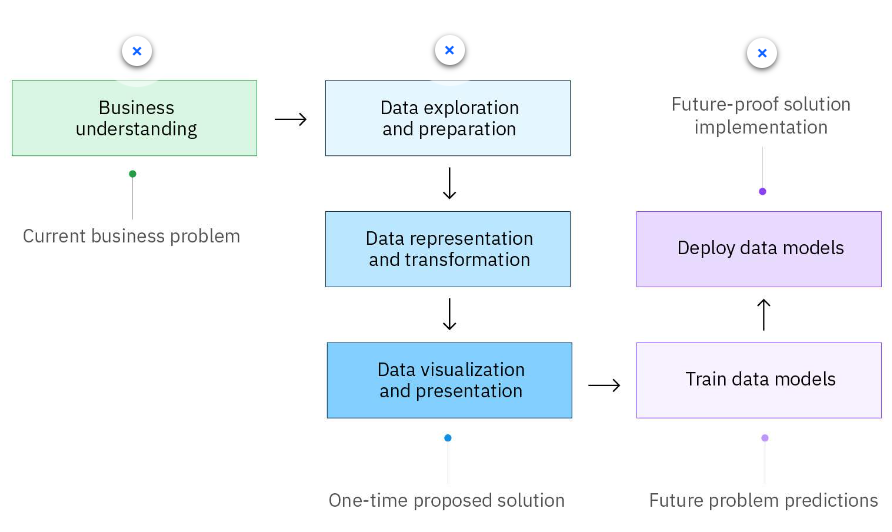 Business
understanding
Current business problem
Data exploration
and preparation
Data representation
and transformation
Data visualization
and presentation
One-time proposed solution
Future-proof solution
implementation
Deploy data models
Train data models
Future problem predictions